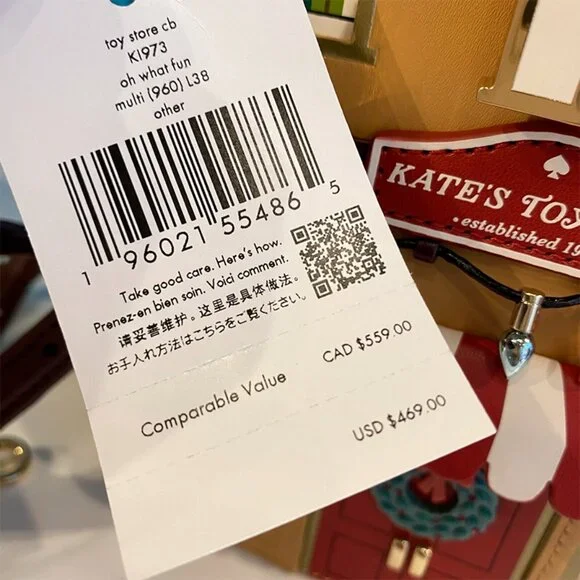 toy store cb
K1973
oh what fun
multi (960) L38
other
1 96021 55486 5
Take good care. Here's how.
Prenez-en bien soin. Voici comment.
请妥善维护。这里是具体做法。
お手入れ方法はこちらをご覧ください。
CAD $559.00
Comparable Value
USD $469.00
KATE'S TOY
•established 19